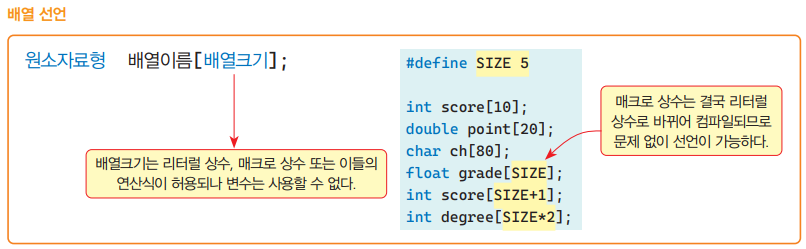 배열 선언
원소자료형 배열이름[배열크기];
배열크기는 리터럴 상수, 매크로 상수 또는 이들의
연산식이 허용되나 변수는 사용할 수 없다.
#define SIZE 5
int score[10];
double point[20];
char ch[80];
float grade[SIZE];
int score[SIZE+1];
int degree[SIZE*2];
매크로 상수는 결국 리터럴
상수로 바뀌어 컴파일되므로
문제 없이 선언이 가능하다.